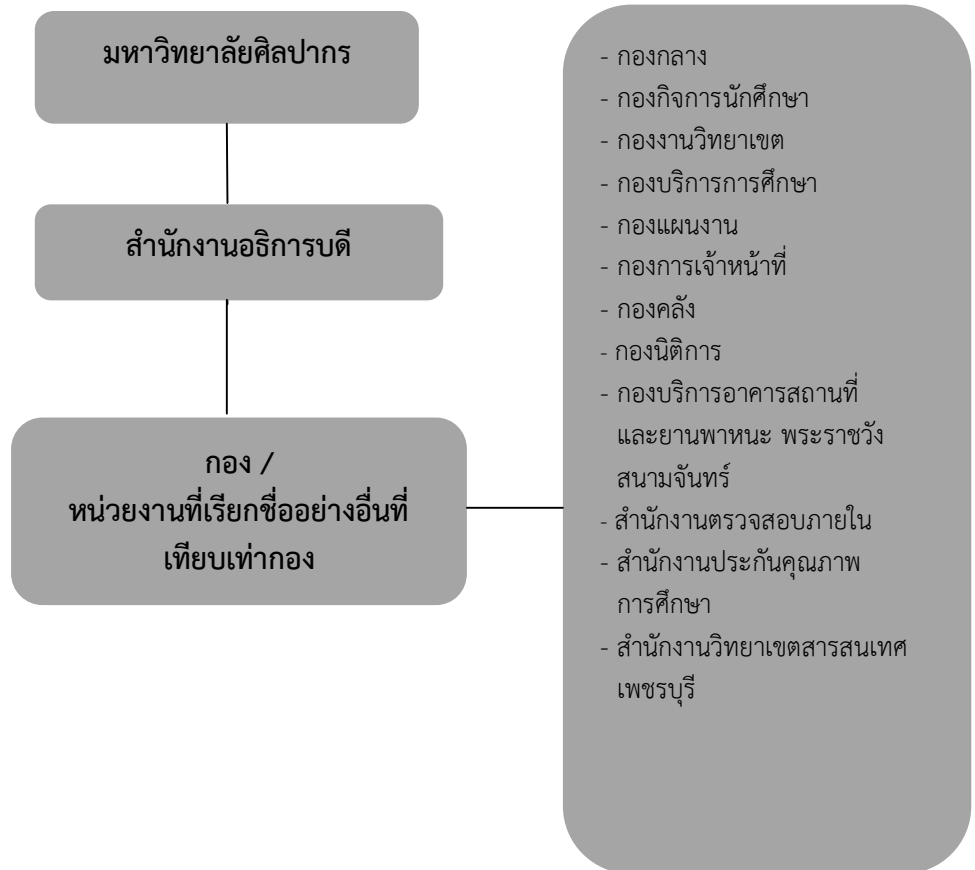 มหาวิทยาลัยศิลปากร
สำนักงานอธิการบดี
กอง /
หน่วยงานที่เรียกชื่ออย่างอื่นที่
เทียบเท่ากอง
- กองกลาง
- กองกิจการนักศึกษา
- กองงานวิทยาเขต
- กองบริการการศึกษา
- กองแผนงาน
- กองการเจ้าหน้าที่
- กองคลัง
- กองนิติการ
- กองบริการอาคารสถานที่
และยานพาหนะ พระราชวัง
สนามจันทร์
- สำนักงานตรวจสอบภายใน
- สำนักงานประกันคุณภาพ
การศึกษา
- สำนักงานวิทยาเขตสารสนเทศ
เพชรบุรี